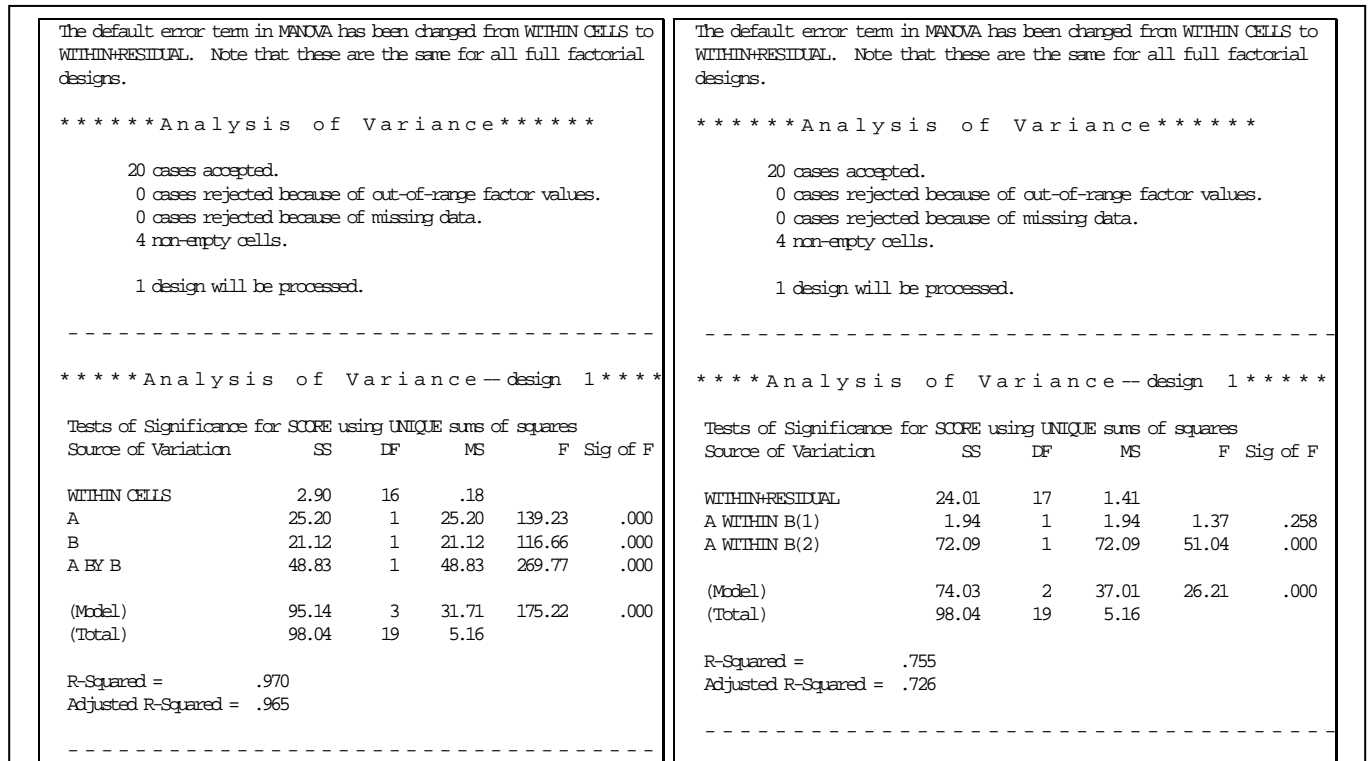 The default error term in MANOVA has been changed from WITHIN CELLS to
WITHIN+RESIDUAL. Note that these are the same for all full factorial
designs.
* * * * * * A n a l y s i s o f V a r i a n c e * * * * * *
20 cases accepted.
0 cases rejected because of out-of-range factor values.
0 cases rejected because of missing data.
4 non-empty cells.
1 design will be processed.
- - - - - - - - - - - - - - - - - - - - - - - - - - - - - - - - - - -
* * * * * A n a l y s i s o f V a r i a n c e -- design 1 * * * *
Tests of Significance for SCORE using UNIQUE sums of squares
Source of Variation SS DF MS F Sig of F
WITHIN CELLS 2.90 16 .18
A 25.20 1 25.20 139.23 .000
B 21.12 1 21.12 116.66 .000
A BY B 48.83 1 48.83 269.77 .000
(Model) 95.14 3 31.71 175.22 .000
(Total) 98.04 19 5.16
R-Squared = .970
Adjusted R-Squared = .965
- - - - - - - - - - - - - - - - - - - - - - - - - - - - - - - - - - -
The default error term in MANOVA has been changed from WITHIN CELLS to
WITHIN+RESIDUAL. Note that these are the same for all full factorial
designs.
* * * * * * A n a l y s i s o f V a r i a n c e * * * * * *
20 cases accepted.
0 cases rejected because of out-of-range factor values.
0 cases rejected because of missing data.
4 non-empty cells.
1 design will be processed.
- - - - - - - - - - - - - - - - - - - - - - - - - - - - - - - - - - - - -
* * * * A n a l y s i s o f V a r i a n c e -- design 1 * * * * *
Tests of Significance for SCORE using UNIQUE sums of squares
Source of Variation SS DF MS F Sig of F
WITHIN+RESIDUAL 24.01 17 1.41
A WITHIN B(1) 1.94 1 1.94 1.37 .258
A WITHIN B(2) 72.09 1 72.09 51.04 .000
(Model) 74.03 2 37.01 26.21 .000
(Total) 98.04 19 5.16
R-Squared = .755
Adjusted R-Squared = .726
- - - - - - - - - - - - - - - - - - - - - - - - - - - - - - - - - - - - -